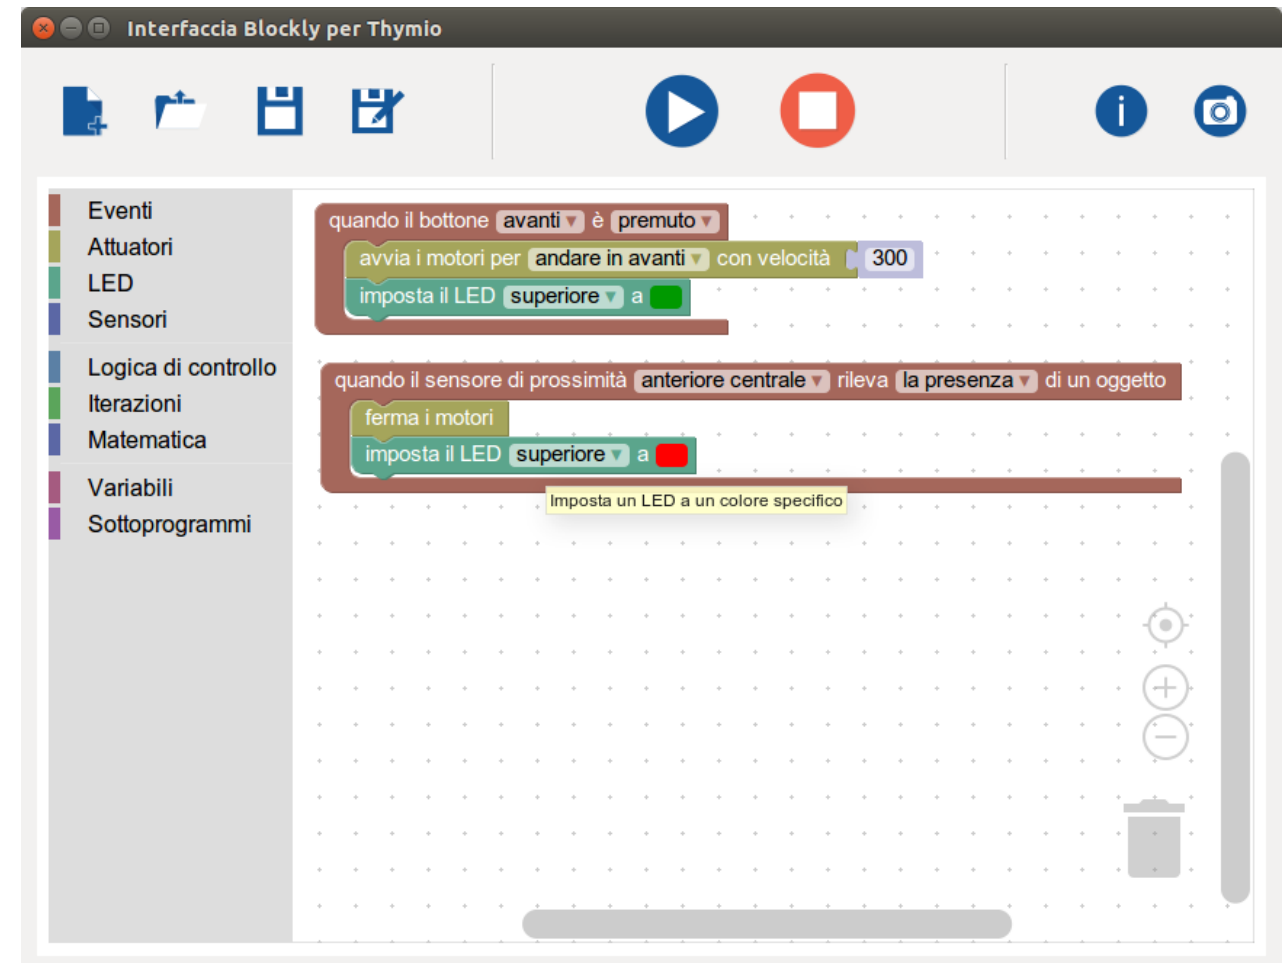 Interfaccia Blockly per Thymio
Eventi
Attuatori
LED
Sensori
Logica di controllo
Iterazioni
Matematica
Variabili
Sottoprogrammi
quando il bottone avanti è premuto
avvia i motori per andare in avanti con velocità 300
imposta il LED superiore a
quando il sensore di prossimità anteriore centrale rileva la presenza di un oggetto
ferma i motori
imposta il LED superiore a
Imposta un LED a un colore specifico